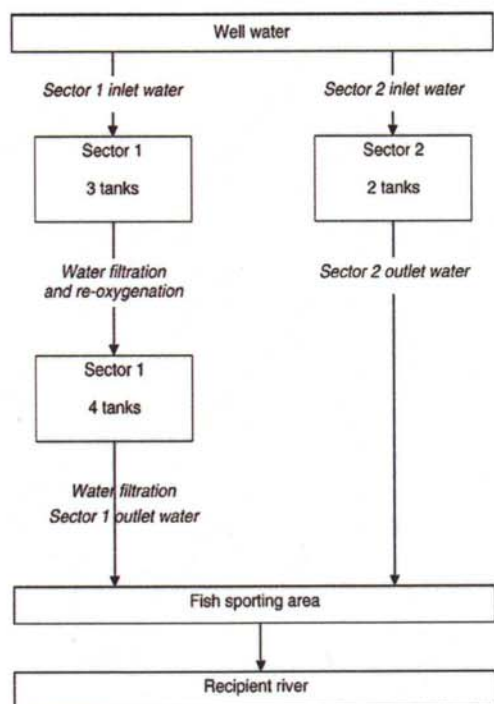 Well water
Sector 1 inlet water
Sector 2 inlet water
Sector 1
3 tanks
Sector 2
2 tanks
Water filtration
and re-oxygenation
Sector 2 outlet water
Sector 1
4 tanks
Water filtration
Sector 1 outlet water
Fish sporting area
Recipient river